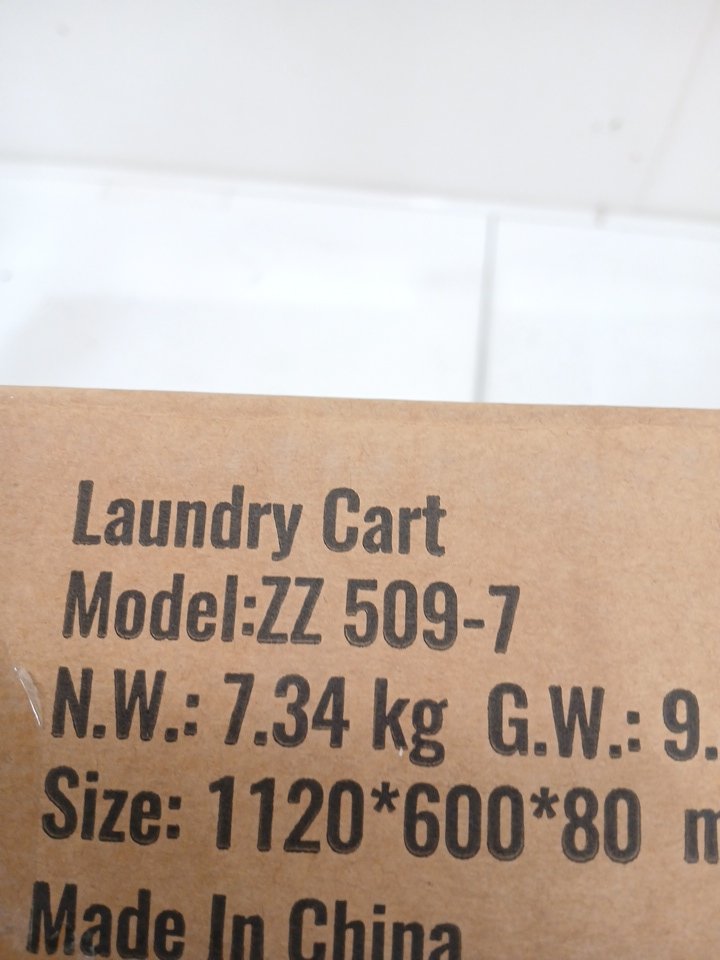 Laundry Cart
Model:ZZ 509-7
N.W.: 7.34 kg G.W.: 9.
Size: 1120*600*80 m
Made In China